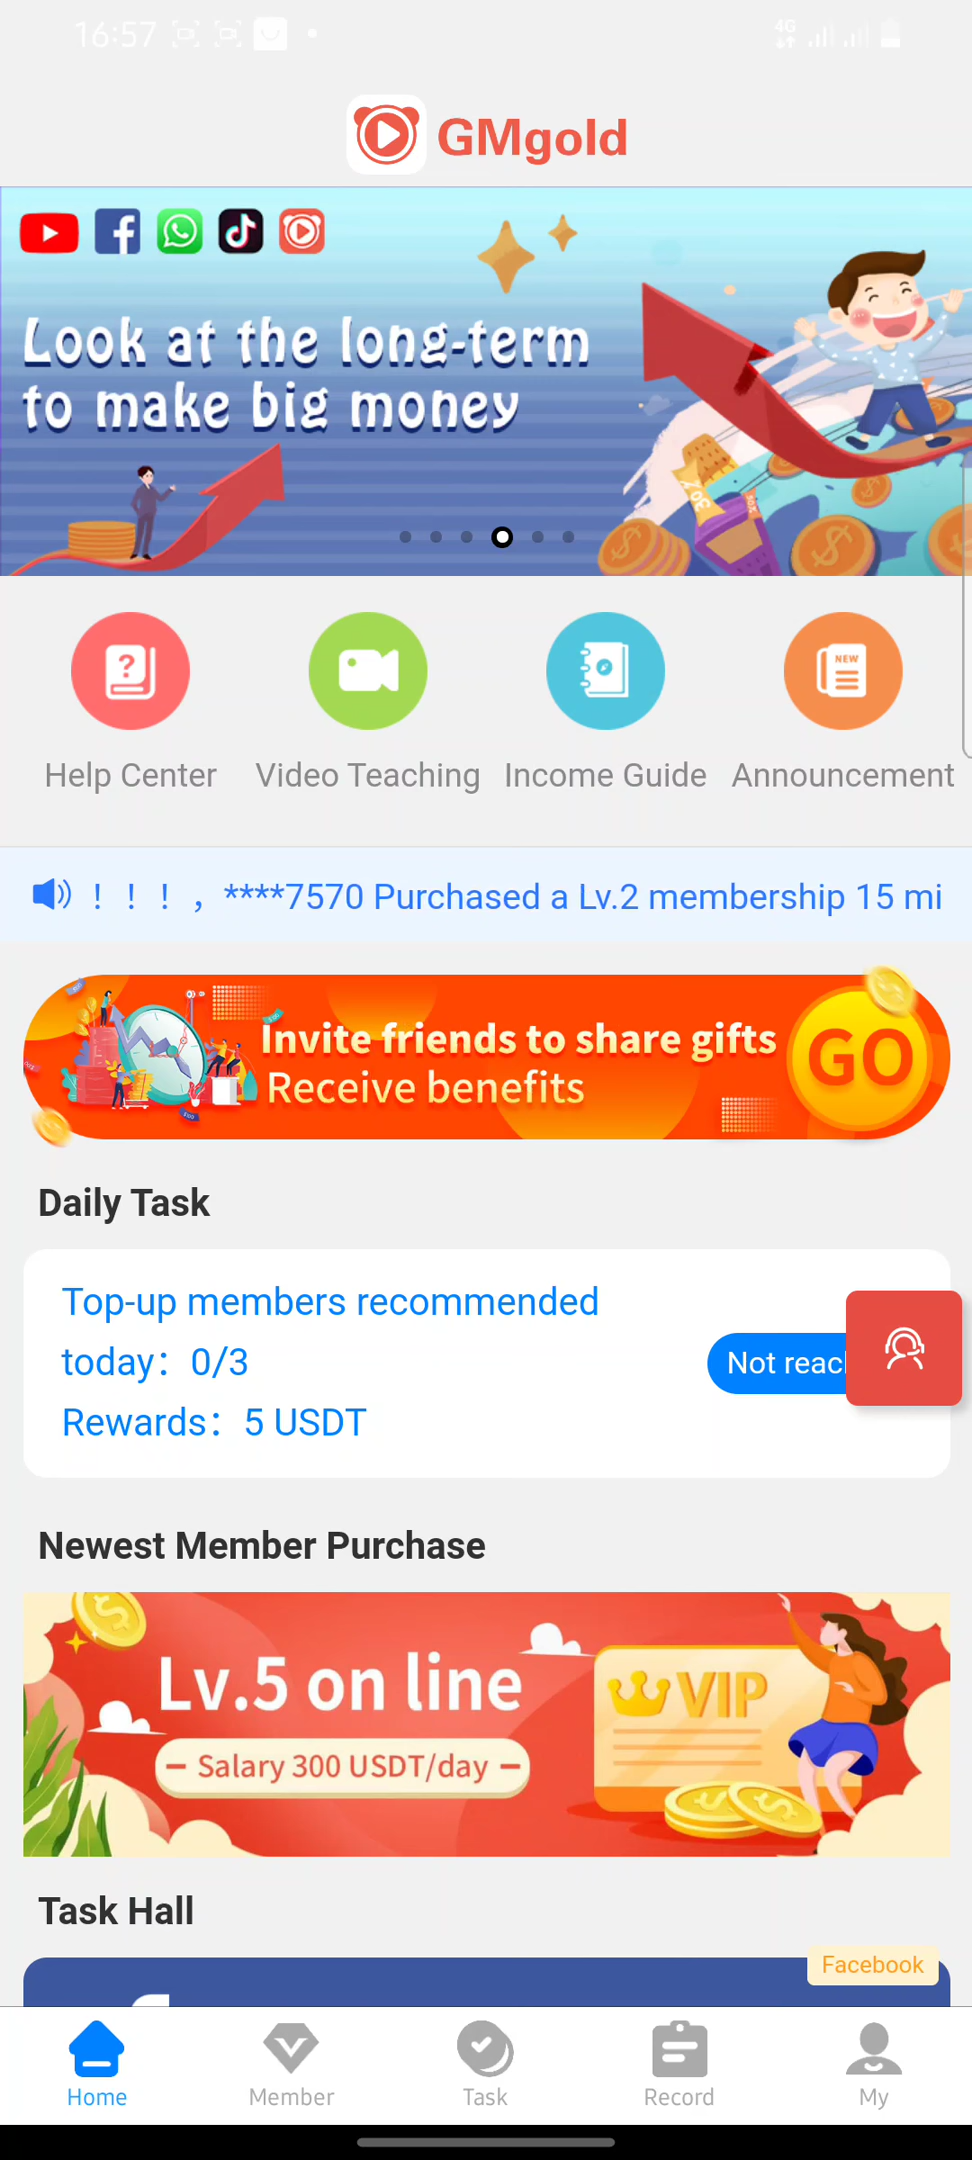 16:57
4G
GMgold
Look at the long-term
to make big money
NEW
Help Center
Video Teaching
Income Guide
Announcement
！！！，****7570 Purchased a Lv.2 membership 15 mi
Invite friends to share gifts
Receive benefits
GO
Daily Task
Top-up members recommended
today：0/3
Rewards：5 USDT
Not reac
Newest Member Purchase
Lv.5 on line
Salary 300 USDT/day
VIP
Task Hall
Facebook
Home
Member
Task
Record
My